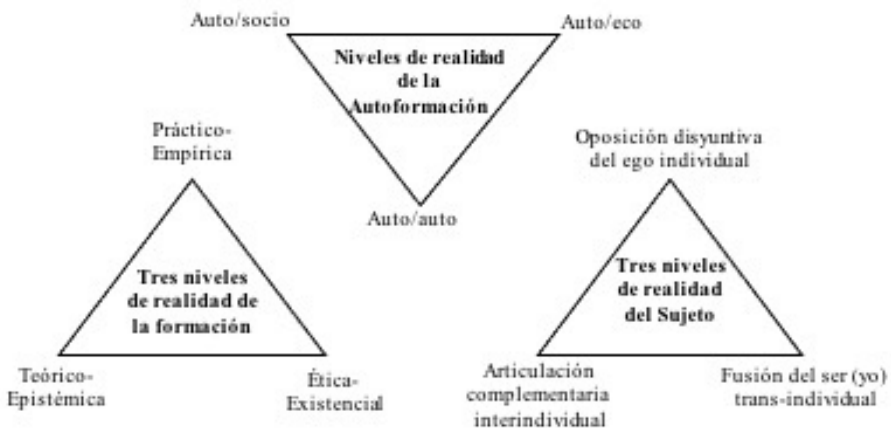 Auto/socio
Auto/eco
Niveles de realidad
de la
Autoformación
Auto/auto
Práctico-
Empírica
Tres niveles
de realidad de
la formación
Teórico-
Epistémica
Ética-
Existencial
Oposición disyuntiva
del ego individual
Tres niveles
de realidad
del Sujeto
Articulación
complementaria
interindividual
Fusión del ser (yo)
trans-individual